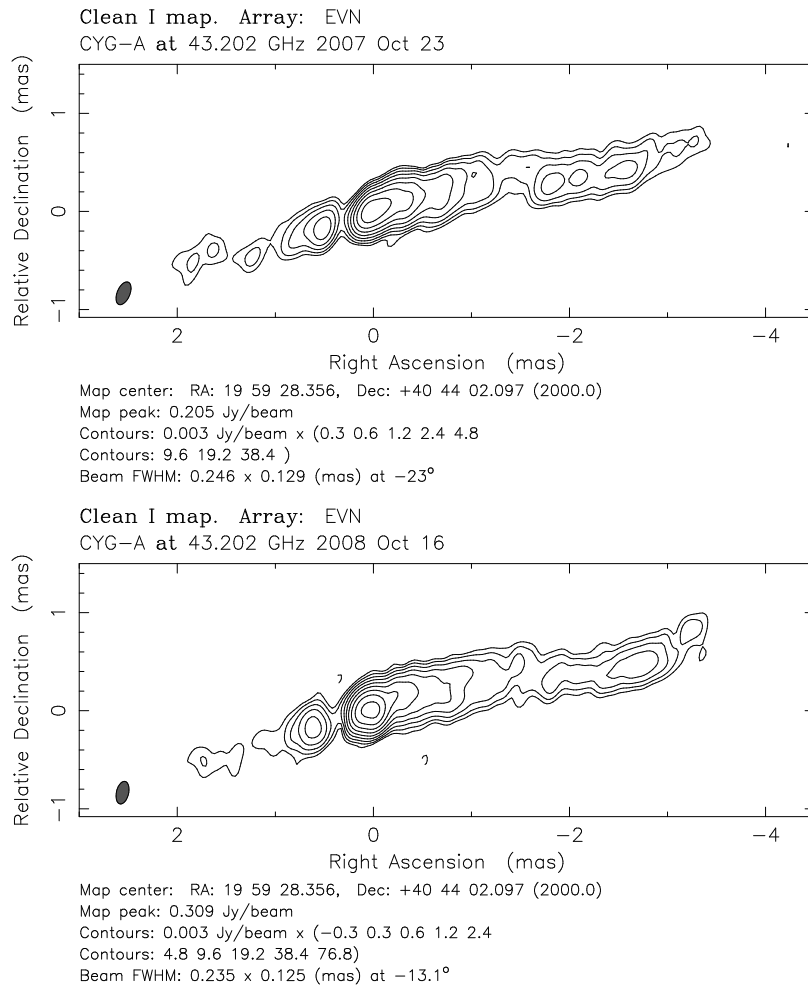 Clean I map. Array: EVN
CYG-A at 43.202 GHz 2007 Oct 23
Relative Declination (mas)
1
0
-1
2
0
-2
-4
Right Ascension (mas)
Map center: RA: 19 59 28.356, Dec: +40 44 02.097 (2000.0)
Map peak: 0.205 Jy/beam
Contours: 0.003 Jy/beam x (0.3 0.6 1.2 2.4 4.8
Contours: 9.6 19.2 38.4 )
Beam FWHM: 0.246 x 0.129 (mas) at -23°
Clean I map. Array: EVN
CYG-A at 43.202 GHz 2008 Oct 16
Relative Declination (mas)
1
0
-1
2
0
-2
-4
Right Ascension (mas)
Map center: RA: 19 59 28.356, Dec: +40 44 02.097 (2000.0)
Map peak: 0.309 Jy/beam
Contours: 0.003 Jy/beam x (-0.3 0.3 0.6 1.2 2.4
Contours: 4.8 9.6 19.2 38.4 76.8)
Beam FWHM: 0.235 x 0.125 (mas) at -13.1°